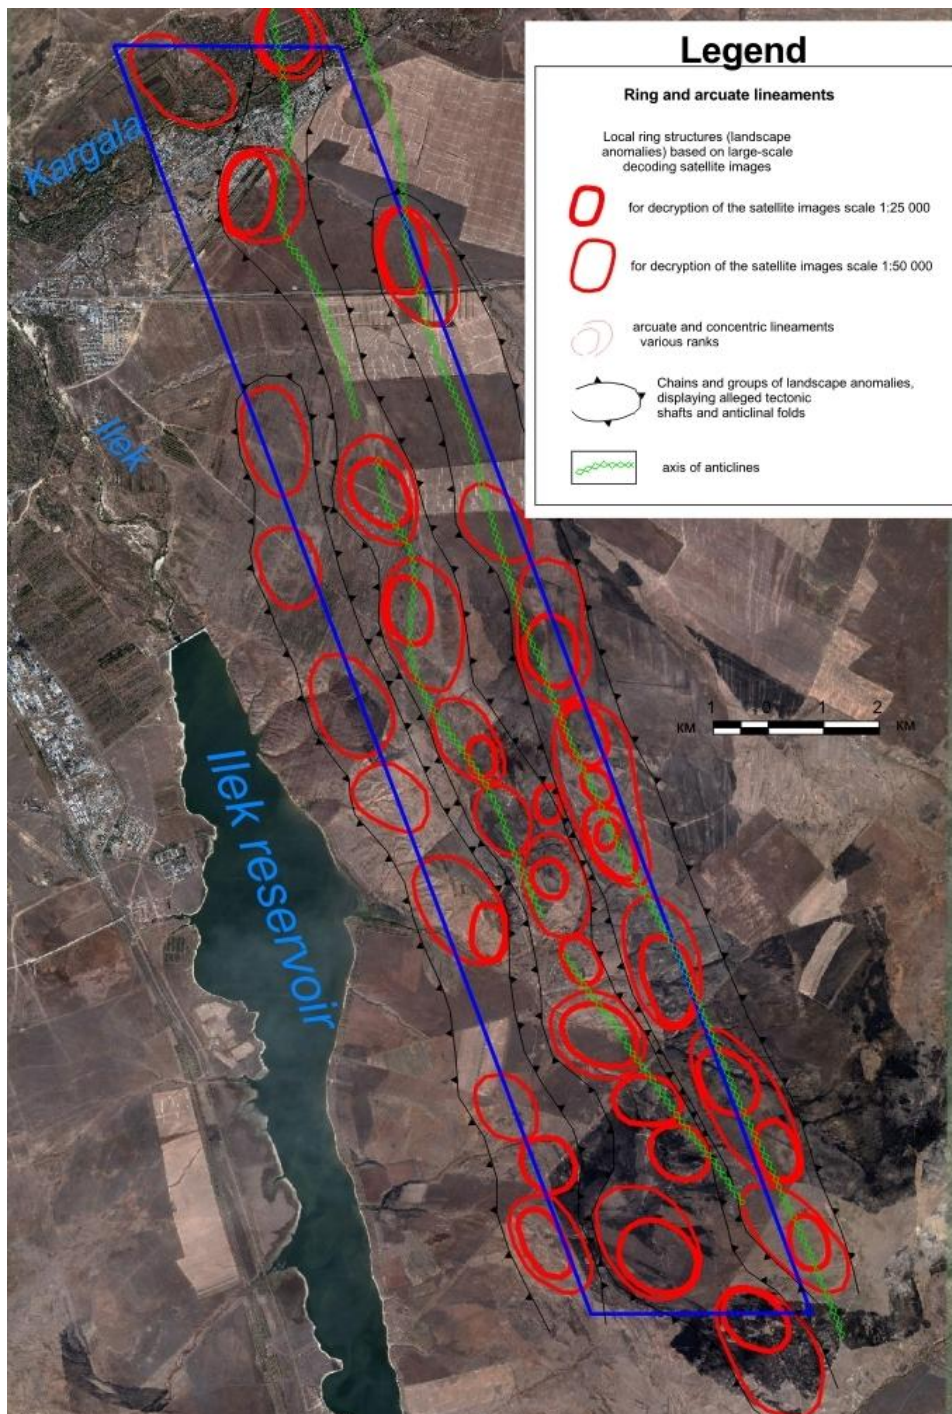 Legend
Ring and arcuate lineaments
Local ring structures (landscape
anomalies) based on large-scale
decoding satellite images
for decryption of the satellite images scale 1:25 000
for decryption of the satellite images scale 1:50 000
arcuate and concentric lineaments
various ranks
Chains and groups of landscape anomalies,
displaying alleged tectonic
shafts and anticlinal folds
axis of anticlines
Kargala
Ilek
1 0 1 2
КМ КМ
Ilek reservoir